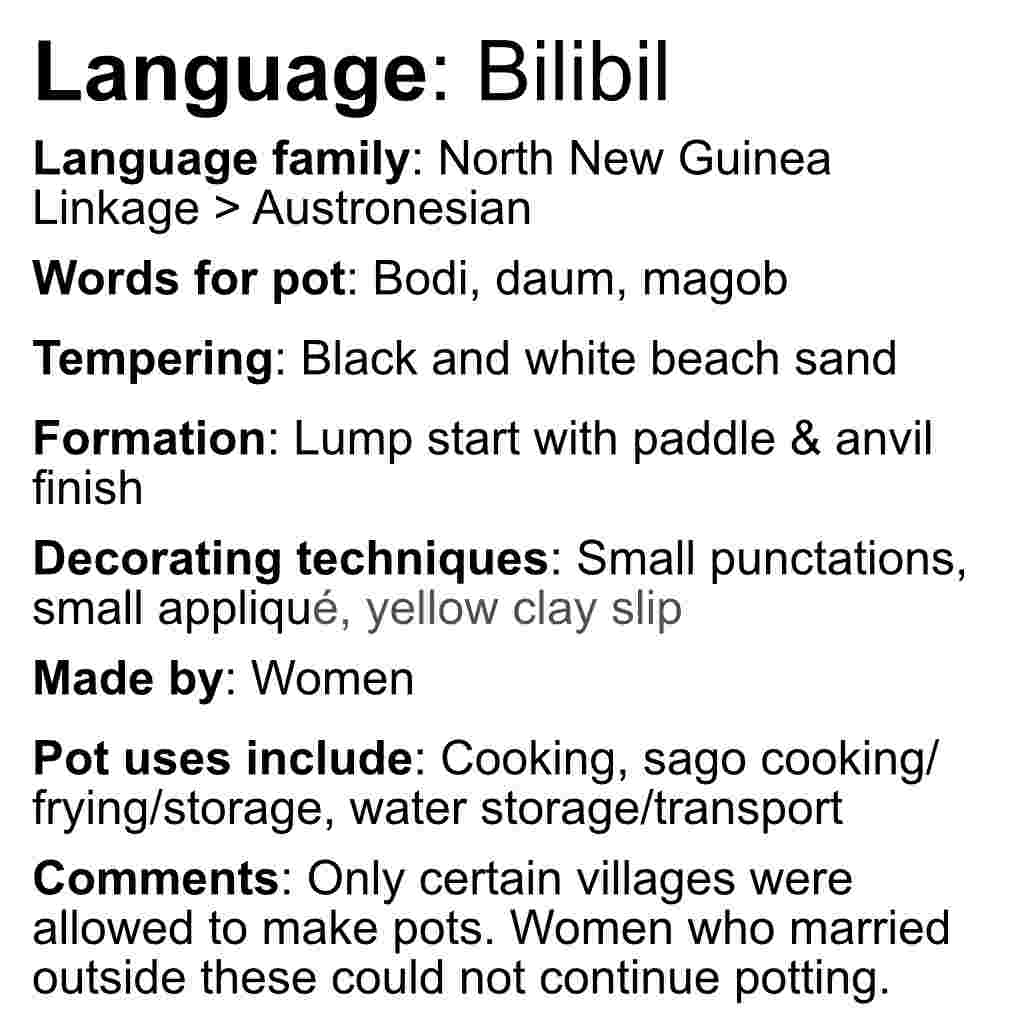 Language: Bilibil
Language family: North New Guinea
Linkage > Austronesian
Words for pot: Bodi, daum, magob
Tempering: Black and white beach sand
Formation: Lump start with paddle & anvil
finish
Decorating techniques: Small punctations,
small appliqué, yellow clay slip
Made by: Women
Pot uses include: Cooking, sago cooking/
frying/storage, water storage/transport
Comments: Only certain villages were
allowed to make pots. Women who married
outside these could not continue potting.